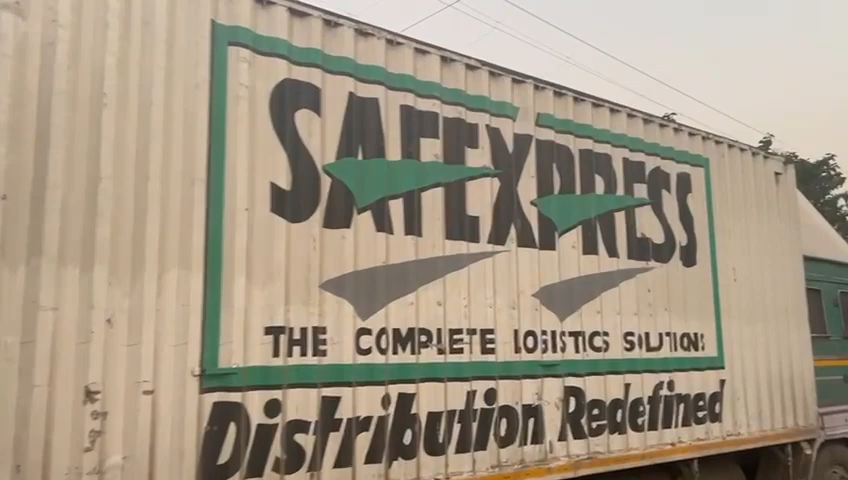 SAFEXPRESS
THE COMPLETE LOGISTICS SOLUTIONS
Distribution Redefined